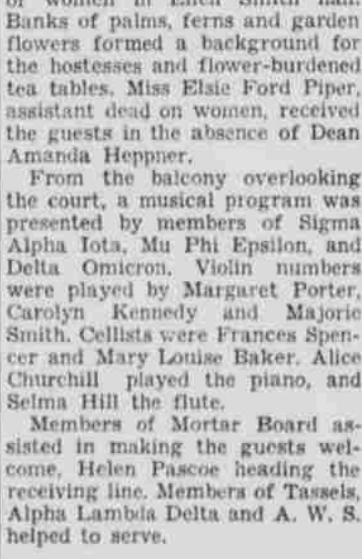 of women in Ellen Smith hall.
Banks of palms, ferns and garden
flowers formed a background for
the hostesses and flower-burdened
tea tables. Miss Elsie Ford Piper,
assistant dead on women, received
the guests in the absence of Dean
Amanda Heppner.
From the balcony overlooking
the court, a musical program was
presented by members of Sigma
Alpha Iota, Mu Phi Epsilon, and
Delta Omicron. Violin numbers
were played by Margaret Porter,
Carolyn Kennedy and Majorie
Smith. Cellists were Frances Spen-
cer and Mary Louise Baker. Alice
Churchill played the piano, and
Selma Hill the flute.
Members of Mortar Board as-
sisted in making the guests wel-
come, Helen Pascoe heading the
receiving line. Members of Tassels,
Alpha Lambda Delta and A. W. S.
helped to serve.